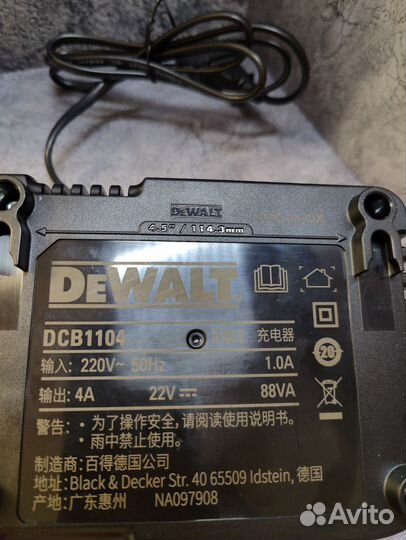 DEWALT
4.5" / 114.3mm
DEWALT
DCB1104 充电器
输入: 220V~ 50Hz 1.0A
20
输出: 4A 22V 88VA
警告: · 为了操作安全,请阅读使用说明书.
· 雨中禁止使用.
制造商: 百得德国公司
地址: Black & Decker Str. 40 65509 Idstein, 德国
产地: 广东惠州 NA097908
Avito